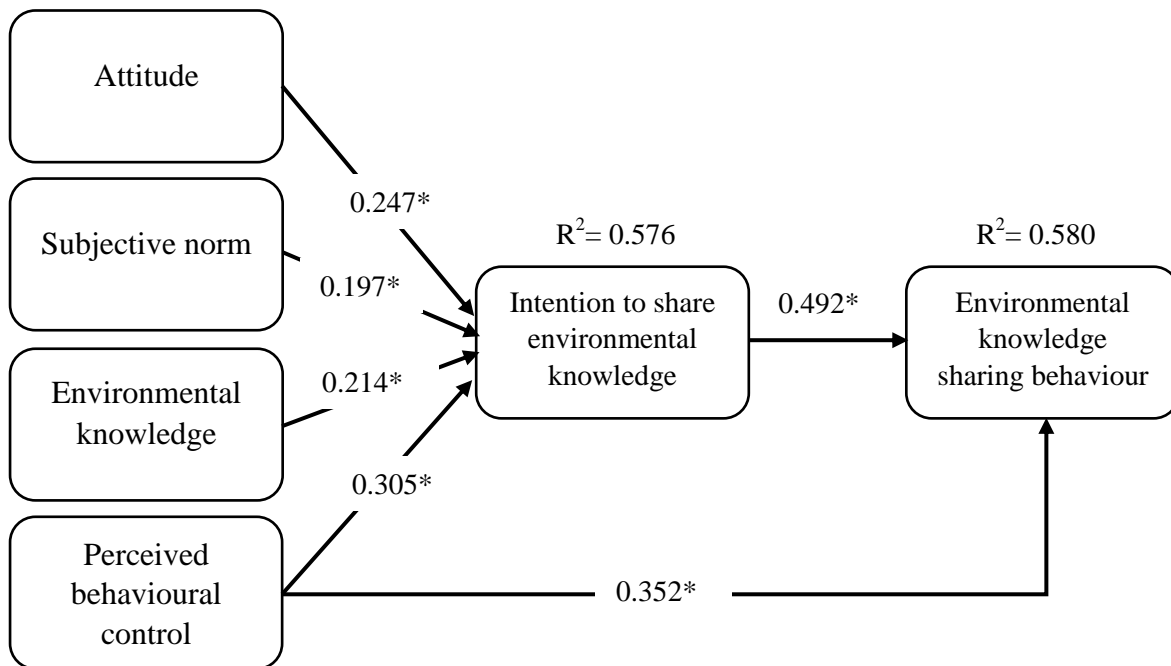 Attitude
0.247*
Subjective norm
0.197*
R²= 0.576
R²= 0.580
Intention to share
environmental
knowledge
0.492*
Environmental
knowledge
sharing behaviour
Environmental
knowledge
0.214*
0.305*
Perceived
behavioural
control
0.352*